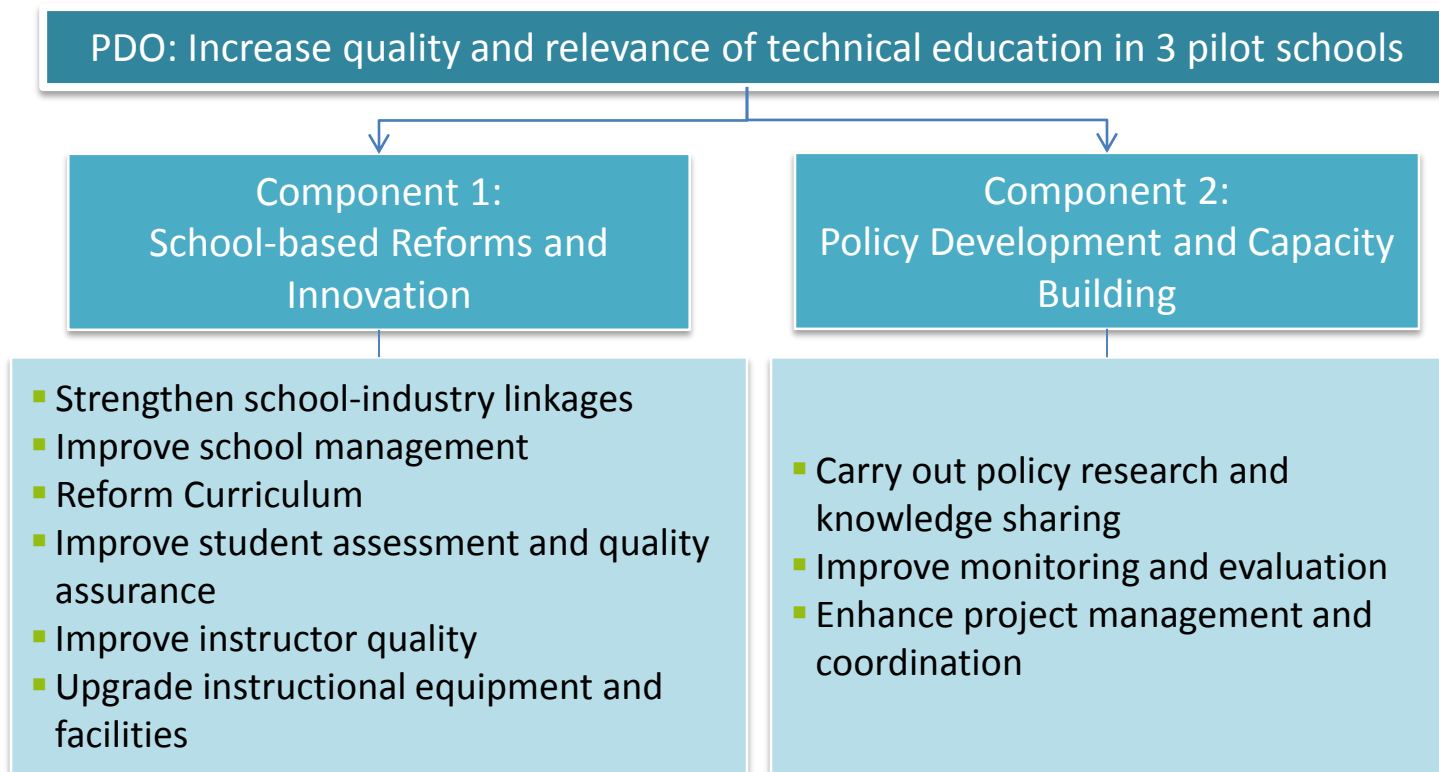 PDO: Increase quality and relevance of technical education in 3 pilot schools
Component 1:
School-based Reforms and
Innovation
Component 2:
Policy Development and Capacity
Building
▪ Strengthen school-industry linkages
▪ Improve school management
▪ Reform Curriculum
▪ Improve student assessment and quality
assurance
▪ Improve instructor quality
▪ Upgrade instructional equipment and
facilities
▪ Carry out policy research and
knowledge sharing
▪ Improve monitoring and evaluation
▪ Enhance project management and
coordination